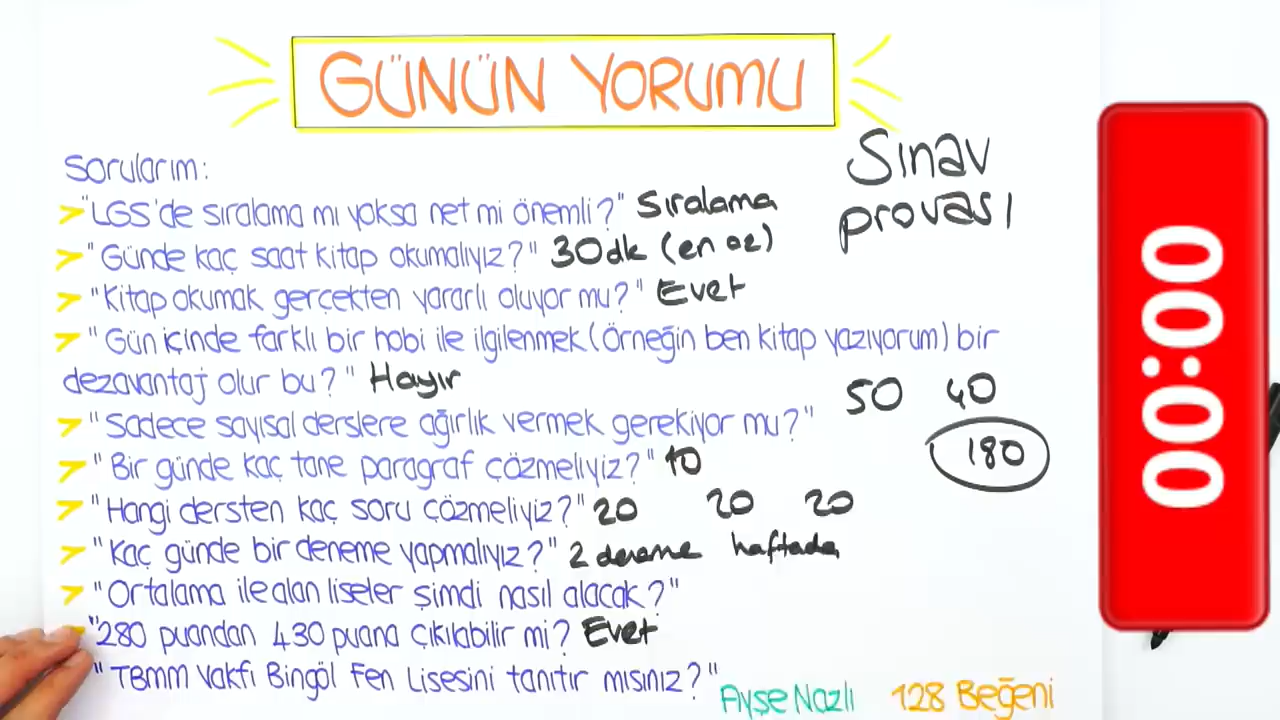 GÜNÜN YORUMU
Sınav
provası
Sorularım:
"LGS'de sıralama mı yoksa net mi önemli?" Sıralama
"Günde kaç saat kitap okumalıyız?" 30dk (en az)
"Kitap okumak gerçekten yararlı oluyor mu?" Evet
"Gün içinde farklı bir hobi ile ilgilenmek(Örneğin ben kitap yazıyorum) bir
dezavantaj olur bu?" Hayır
50 40
"Sadece sayısal derslere ağırlık vermek gerekiyor mu?"
180
"Bir günde kaç tane paragraf çözmeliyiz?" 10
"Hangi dersten kaç soru çözmeliyiz?" 20 20 20
"Kaç günde bir deneme yapmalıyız?" 2 deneme haftada
"Ortalama ile alan liseler şimdi nasıl alacak?"
"280 puandan 430 puana çıkılabilir mi? Evet
"TBMM Vakfı Bingöl Fen Lisesini tanıtır mısınız?"
Ayşe Nazlı 128 Beğeni
00:00